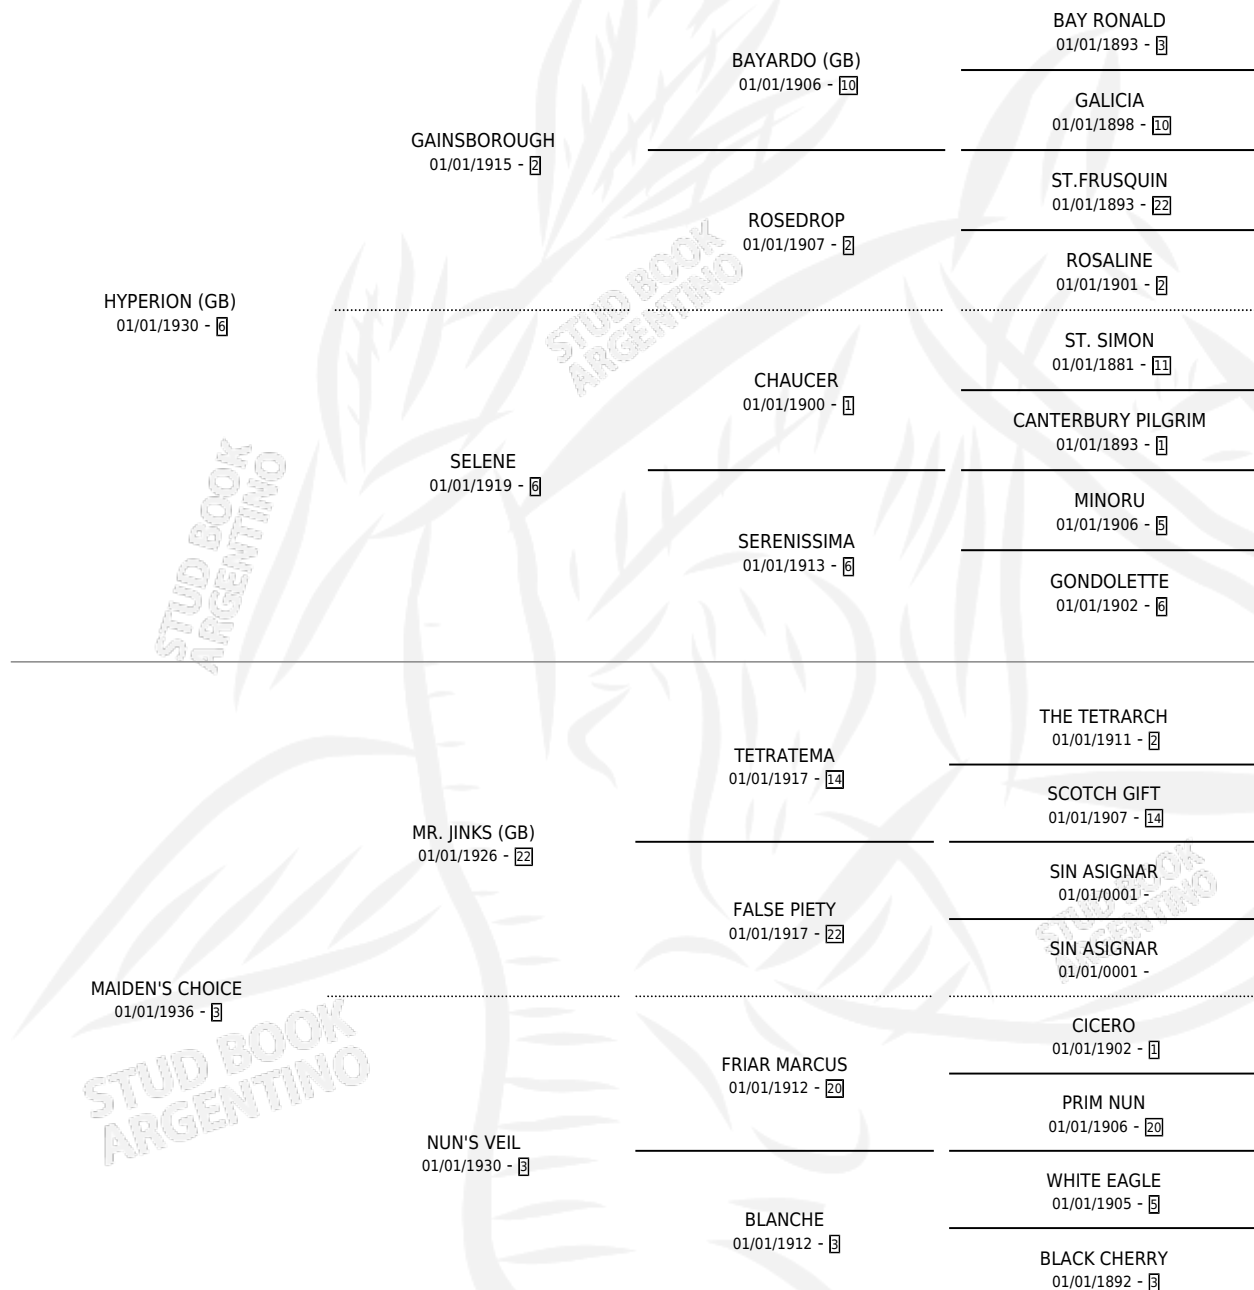 BAY RONALD
01/01/1893 - 3
BAYARDO (GB)
01/01/1906 - 10
GALICIA
01/01/1898 - 10
GAINSBOROUGH
01/01/1915 - 2
ST.FRUSQUIN
01/01/1893 - 22
ROSEDROP
01/01/1907 - 2
ROSALINE
01/01/1901 - 2
HYPERION (GB)
01/01/1930 - 6
ST. SIMON
01/01/1881 - 11
CHAUCER
01/01/1900 - 1
CANTERBURY PILGRIM
01/01/1893 - 1
SELENE
01/01/1919 - 6
MINORU
01/01/1906 - 5
SERENISSIMA
01/01/1913 - 6
GONDOLETTE
01/01/1902 - 6
THE TETRARCH
01/01/1911 - 2
TETRATEMA
01/01/1917 - 14
SCOTCH GIFT
01/01/1907 - 14
MR. JINKS (GB)
01/01/1926 - 22
SIN ASIGNAR
01/01/0001 -
FALSE PIETY
01/01/1917 - 22
SIN ASIGNAR
01/01/0001 -
MAIDEN'S CHOICE
01/01/1936 - 3
CICERO
01/01/1902 - 1
FRIAR MARCUS
01/01/1912 - 20
PRIM NUN
01/01/1906 - 20
NUN'S VEIL
01/01/1930 - 3
WHITE EAGLE
01/01/1905 - 5
BLANCHE
01/01/1912 - 3
BLACK CHERRY
01/01/1892 - 3
STUD BOOK
ARGENTINO
STUD BOOK
ARGENTINO
STUD BOOK
ARGENTINO
STUD BOOK
ARGENTINO